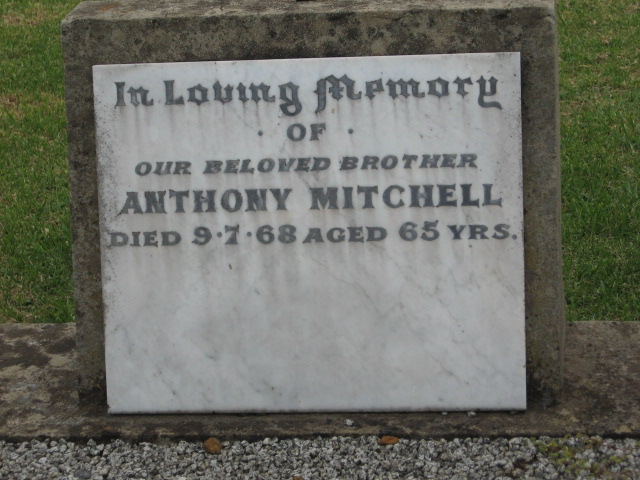 In Loving Memory
· OF ·
OUR BELOVED BROTHER
ANTHONY MITCHELL
DIED 9·7·68 AGED 65 YRS.